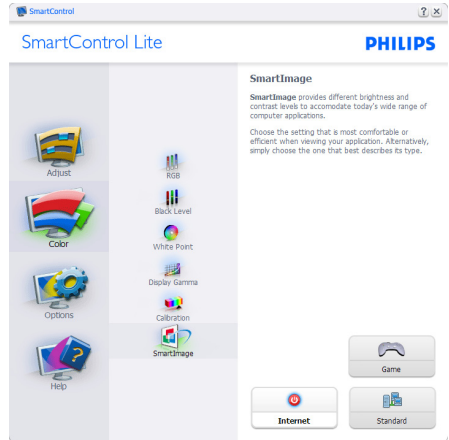 SmartControl
SmartControl Lite
PHILIPS
Adjust
Color
Options
Help
RGB
Black Level
White Point
Display Gamma
Calibration
SmartImage
SmartImage
SmartImage provides different brightness and
contrast levels to accomodate today's wide range of
computer applications.
Choose the setting that is most comfortable or
efficient when viewing your application. Alternatively,
simply choose the one that best describes its type.
Game
Internet
Standard